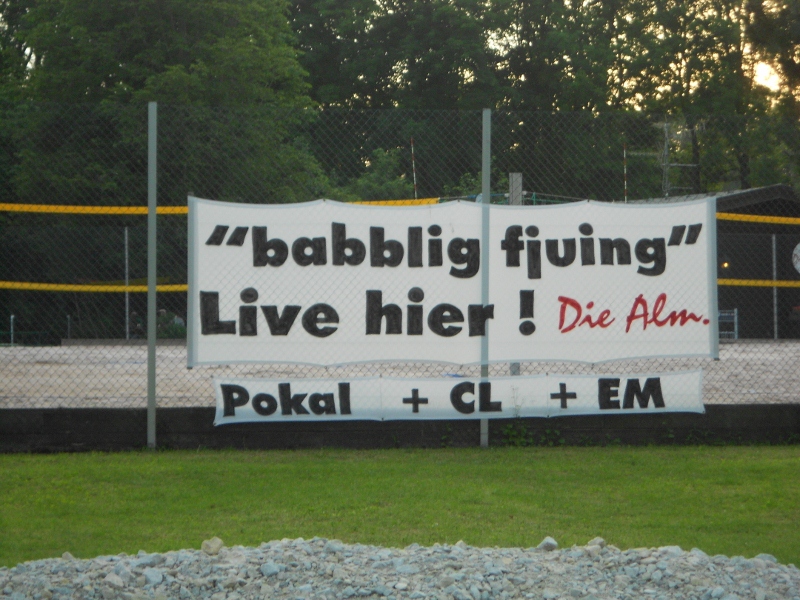 "babblig fjuing"
Live hier ! Die Alm.
Pokal + CL + EM